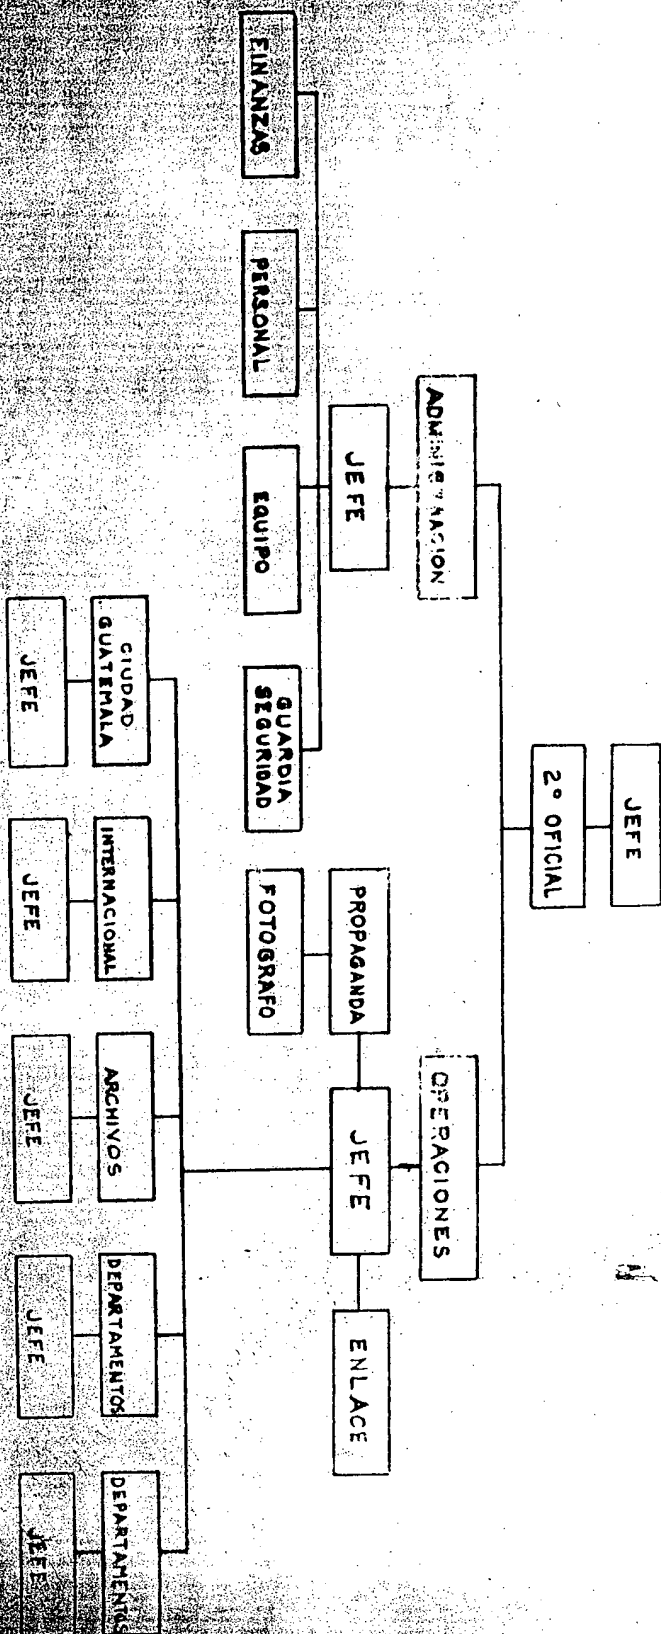 JEFE
2º OFICIAL
ADMINISTRACION
OPERACIONES
JEFE
PROPAGANDA
JEFE
ENLACE
FINANZAS
PERSONAL
EQUIPO
GUARDIA
SEGURIDAD
FOTOGRAFO
CIUDAD
GUATEMALA
INTERNACIONAL
ARCHIVOS
DEPARTAMENTOS
DEPARTAMENTOS
JEFE
JEFE
JEFE
JEFE
JEFE